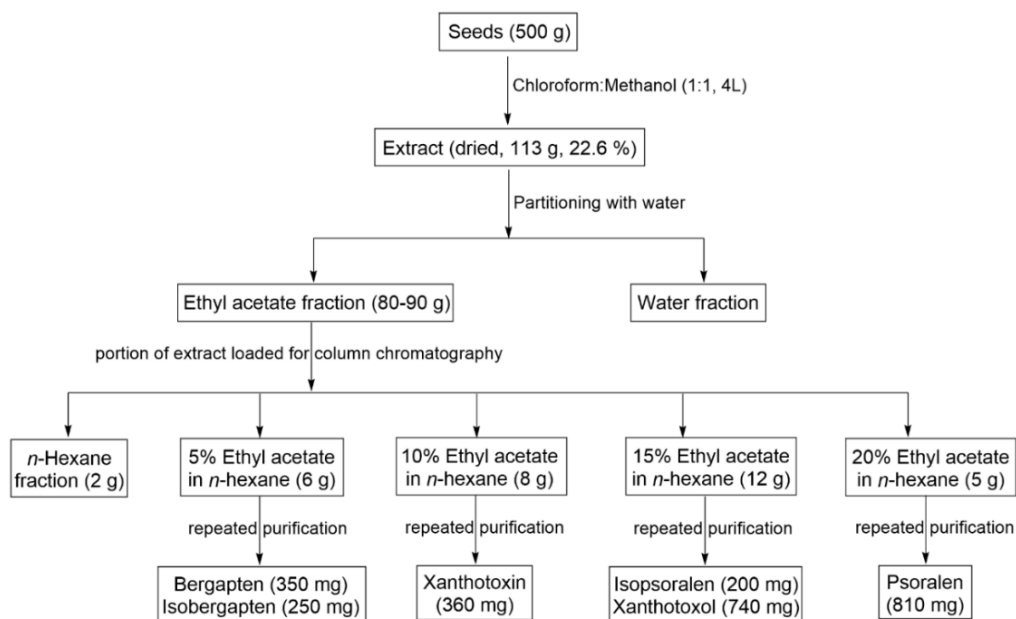 Seeds (500 g)
Chloroform:Methanol (1:1, 4L)
Extract (dried, 113 g, 22.6 %)
Partitioning with water
Ethyl acetate fraction (80-90 g)
Water fraction
portion of extract loaded for column chromatography
n-Hexane
fraction (2 g)
5% Ethyl acetate
in n-hexane (6 g)
10% Ethyl acetate
in n-hexane (8 g)
15% Ethyl acetate
in n-hexane (12 g)
20% Ethyl acetate
in n-hexane (5 g)
repeated purification
repeated purification
repeated purification
repeated purification
Bergapten (350 mg)
Isobergapten (250 mg)
Xanthotoxin
(360 mg)
Isopsoralen (200 mg)
Xanthotoxol (740 mg)
Psoralen
(810 mg)